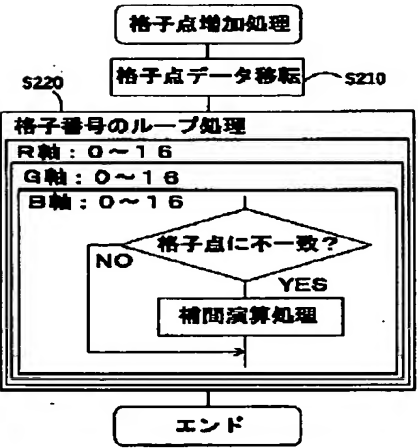 格子点増加処理
格子点データ移転
S210
S220
格子番号のループ処理
R軸:0~16
G軸:0~16
B軸:0~16
格子点に不一致?
NO
YES
補間演算処理
エンド